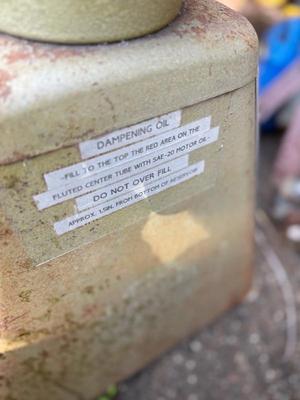 DAMPENING OIL
-FILL TO THE TOP THE RED AREA ON THE
FLUTED CENTER TUBE WITH SAE-20 MOTOR OIL-
DO NOT OVER FILL
APPROX. 1.5IN. FROM BOTTOM OF RESERVOIR